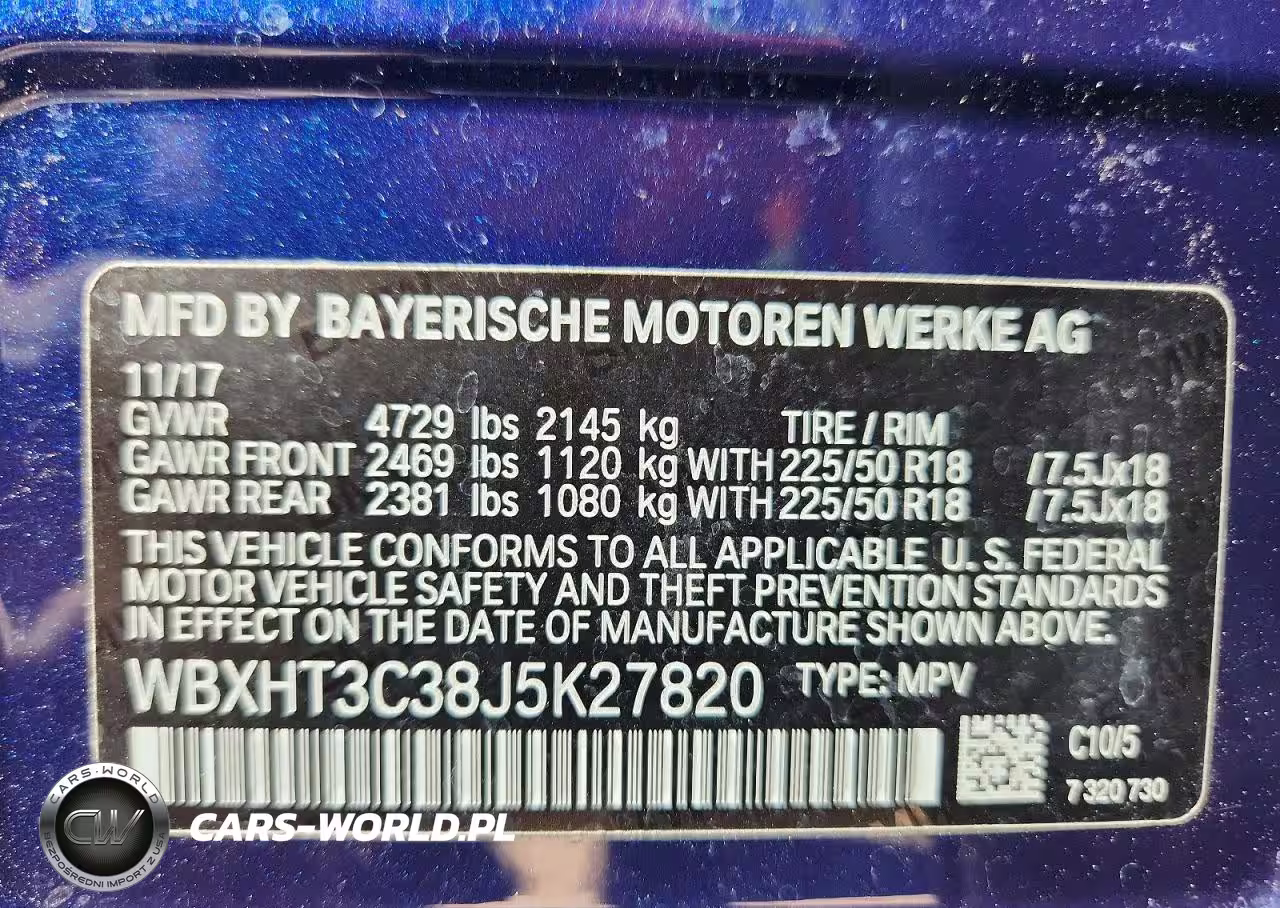 MFD BY BAYERISCHE MOTOREN WERKE AG
11/17
GVWR 4729 lbs 2145 kg TIRE / RIM
GAWR FRONT 2469 lbs 1120 kg WITH 225/50 R18 /7.5Jx18
GAWR REAR 2381 lbs 1080 kg WITH 225/50 R18 /7.5Jx18
THIS VEHICLE CONFORMS TO ALL APPLICABLE U.S. FEDERAL
MOTOR VEHICLE SAFETY AND THEFT PREVENTION STANDARDS
IN EFFECT ON THE DATE OF MANUFACTURE SHOWN ABOVE.
WBXHT3C38J5K27820 TYPE: MPV
C10/5
7 320 730
CARS-WORLD
CW
BEZPOŚREDNI IMPORT Z USA
CARS-WORLD.PL